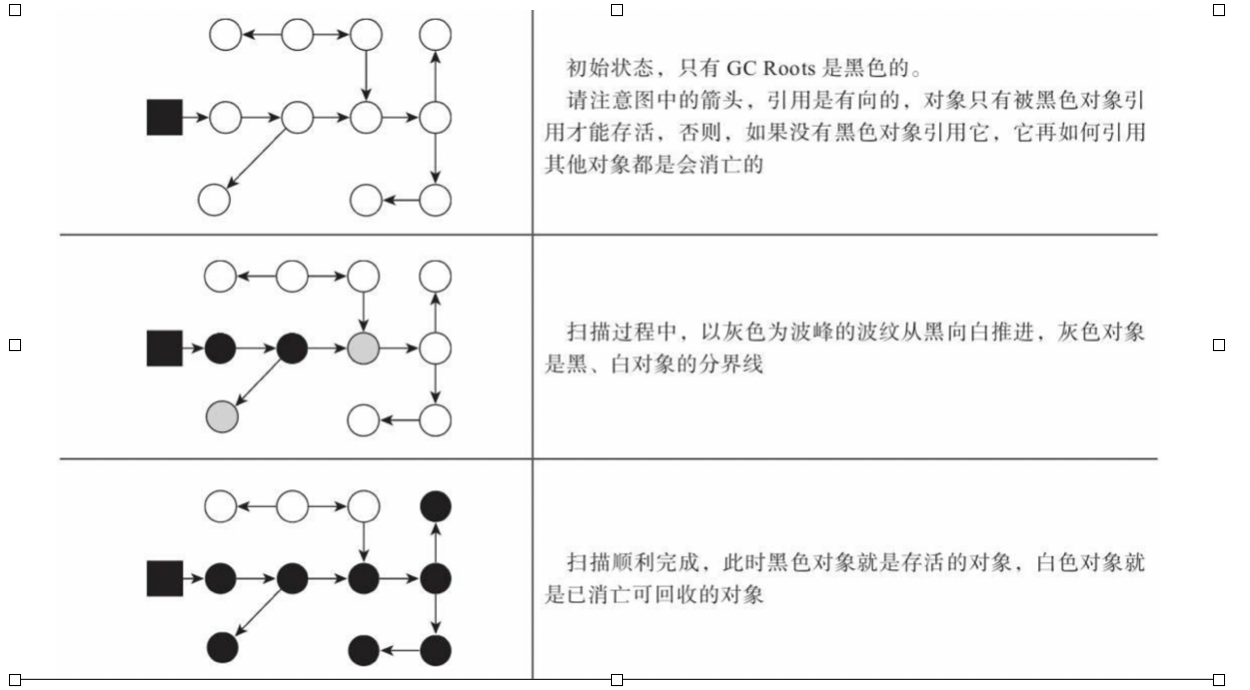 初始状态，只有 GC Roots 是黑色的。
请注意图中的箭头，引用是有向的，对象只有被黑色对象引
用才能存活，否则，如果没有黑色对象引用它，它再如何引用
其他对象都是会消亡的
扫描过程中，以灰色为波峰的波纹从黑向白推进，灰色对象
是黑、白对象的分界线
扫描顺利完成，此时黑色对象就是存活的对象，白色对象就
是已消亡可回收的对象